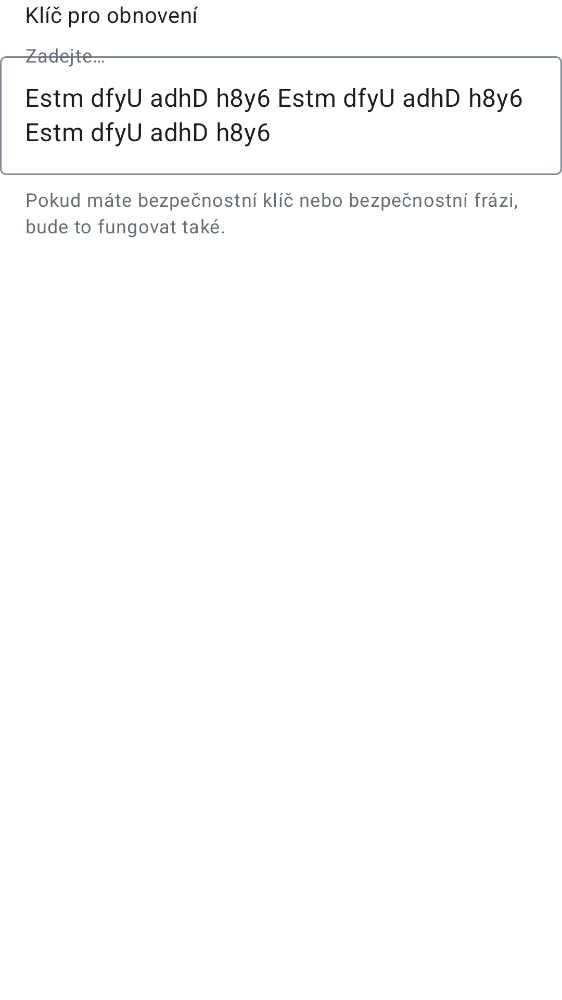 Klíč pro obnovení
Zadejte…
Estm dfyU adhD h8y6 Estm dfyU adhD h8y6
Estm dfyU adhD h8y6
Pokud máte bezpečnostní klíč nebo bezpečnostní frázi,
bude to fungovat také.